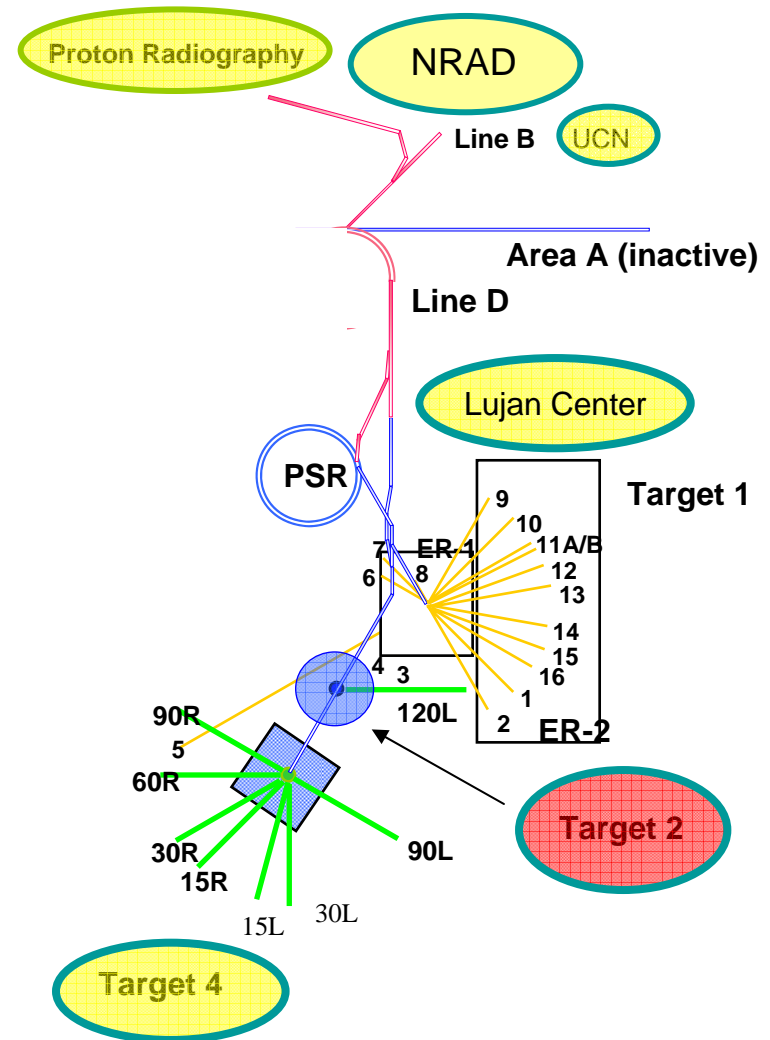 Proton Radiography
NRAD
Line B
UCN
Area A (inactive)
Line D
Lujan Center
PSR
Target 1
9
10
7
ER-1
11A/B
8
12
6
13
14
15
4
3
16
1
120L
2
ER-2
90R
5
60R
Target 2
90L
30R
15R
15L
30L
Target 4